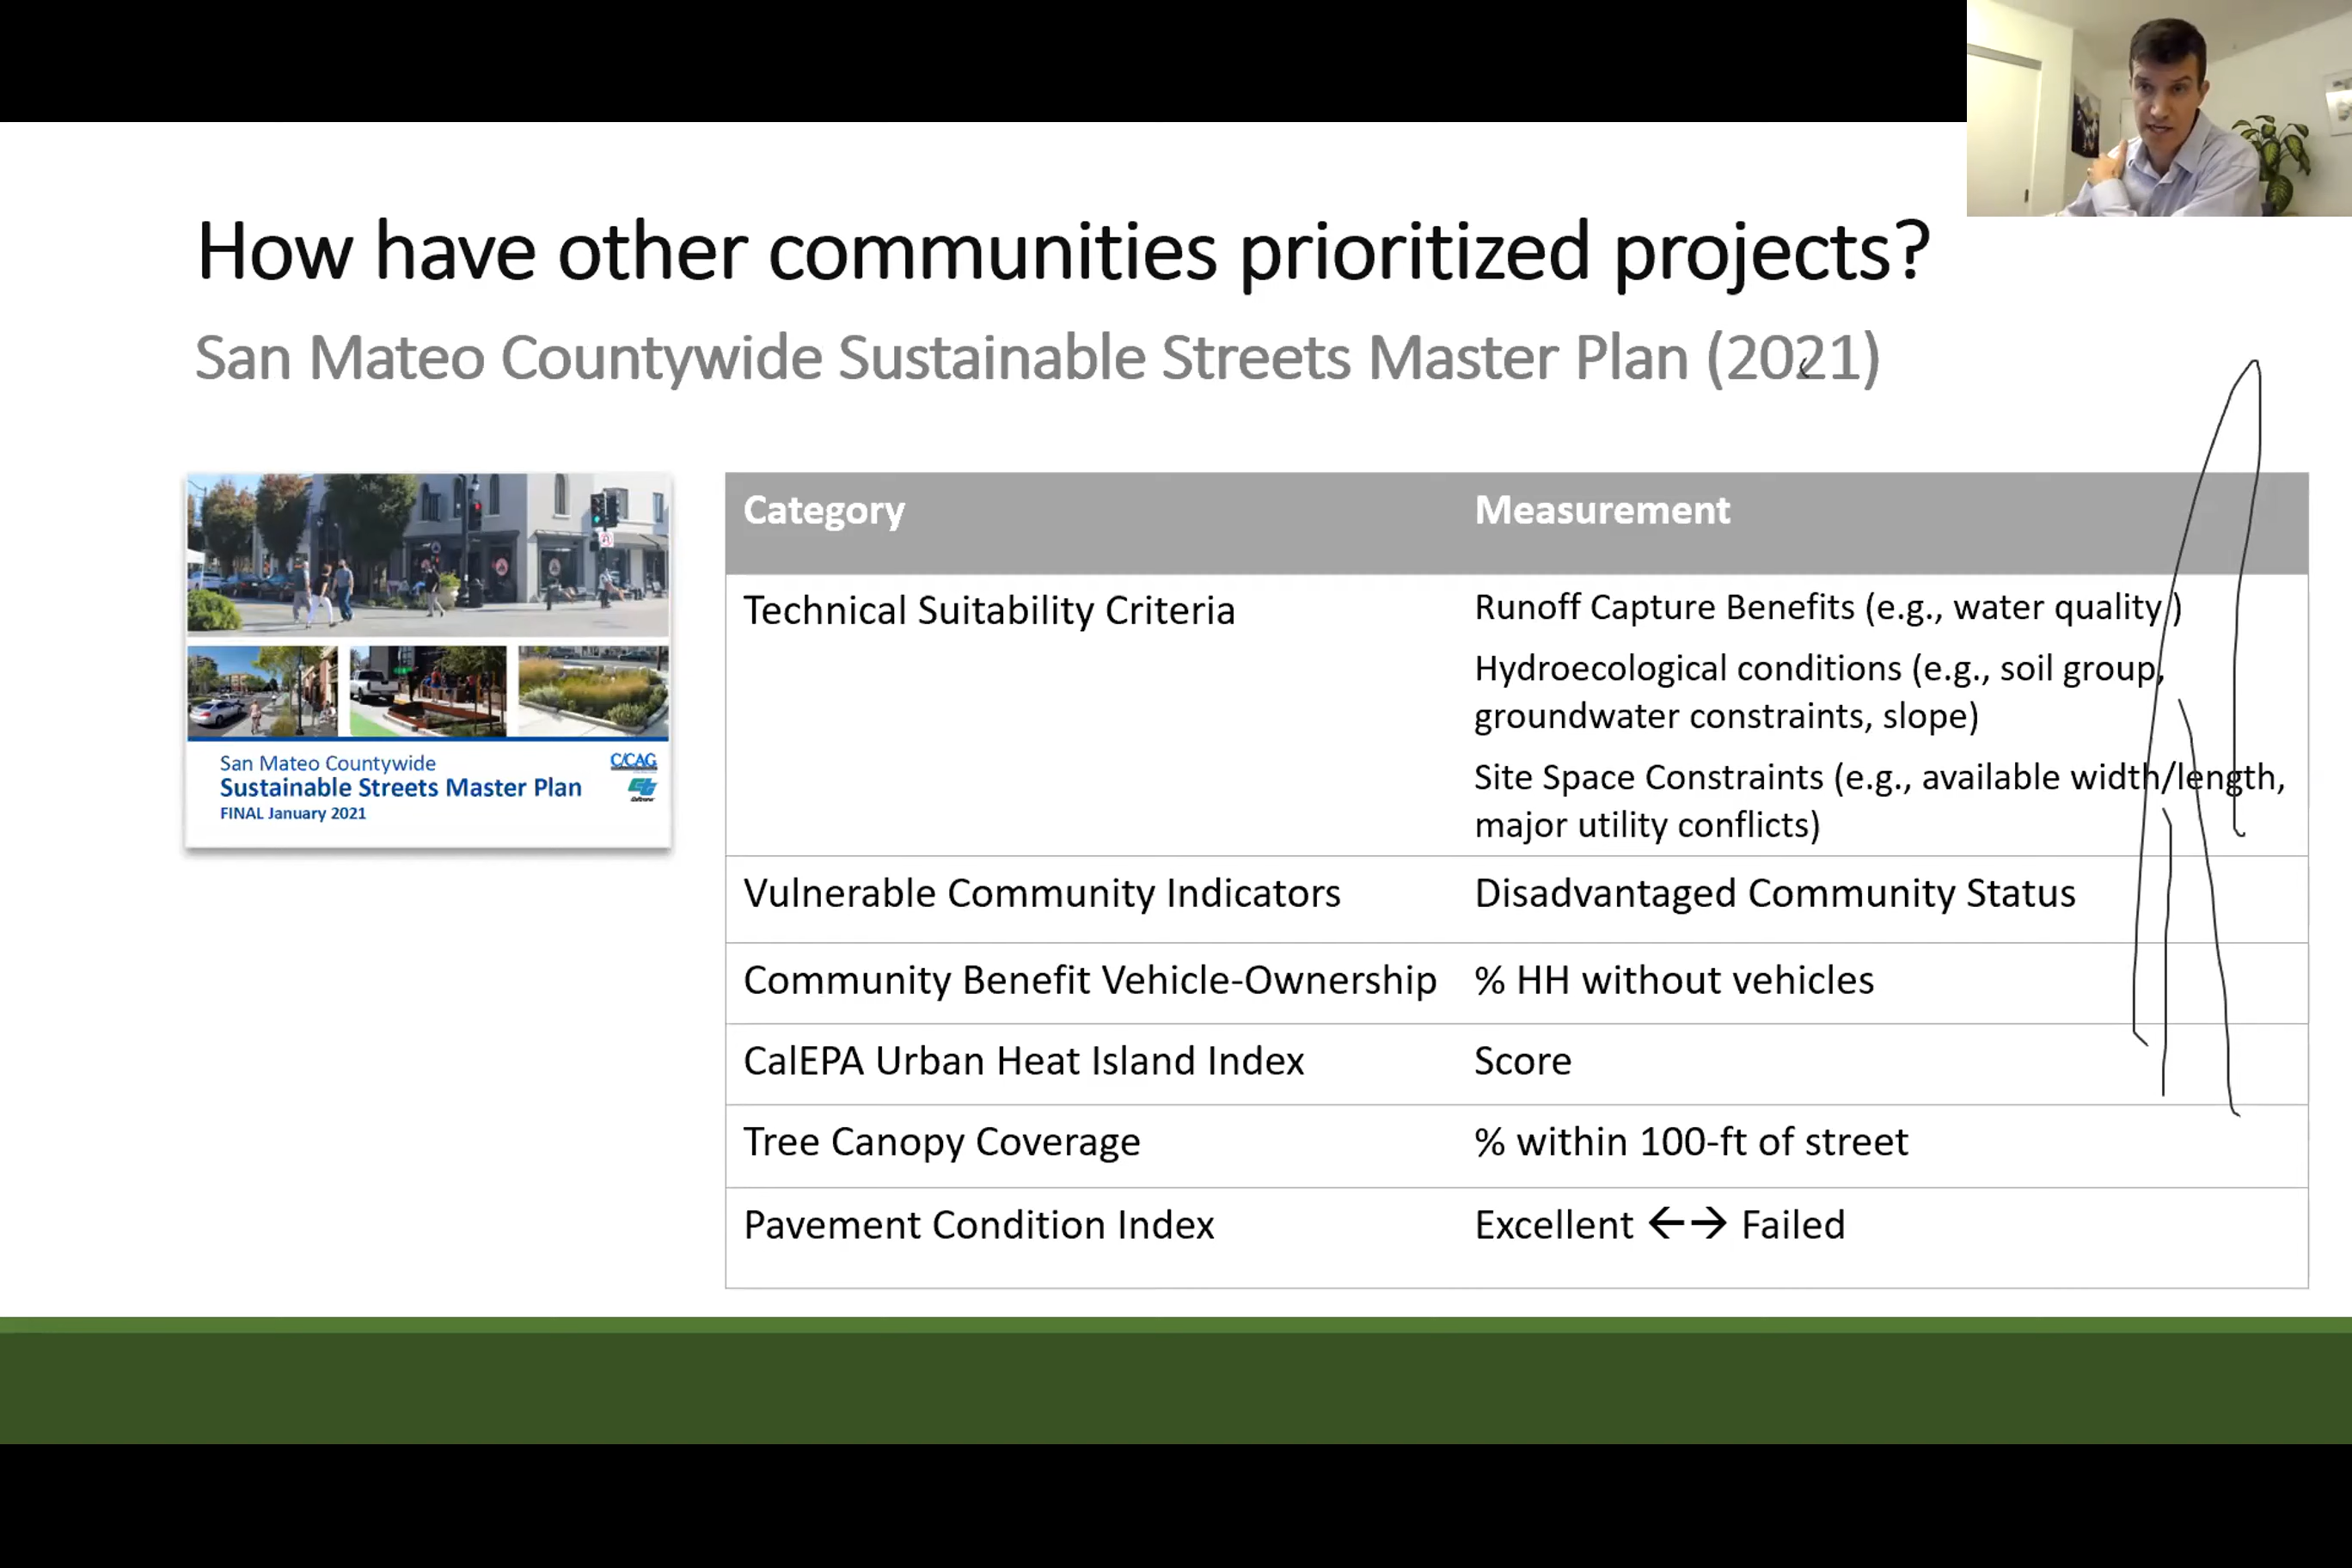 How have other communities prioritized projects?
San Mateo Countywide Sustainable Streets Master Plan (2021)
San Mateo Countywide
Sustainable Streets Master Plan
FINAL January 2021
C/CAG
Category Measurement
Technical Suitability Criteria Runoff Capture Benefits (e.g., water quality )
Hydroecological conditions (e.g., soil group,
groundwater constraints, slope)
Site Space Constraints (e.g., available width/length,
major utility conflicts)
Vulnerable Community Indicators Disadvantaged Community Status
Community Benefit Vehicle-Ownership % HH without vehicles
CalEPA Urban Heat Island Index Score
Tree Canopy Coverage % within 100-ft of street
Pavement Condition Index Excellent ←→ Failed